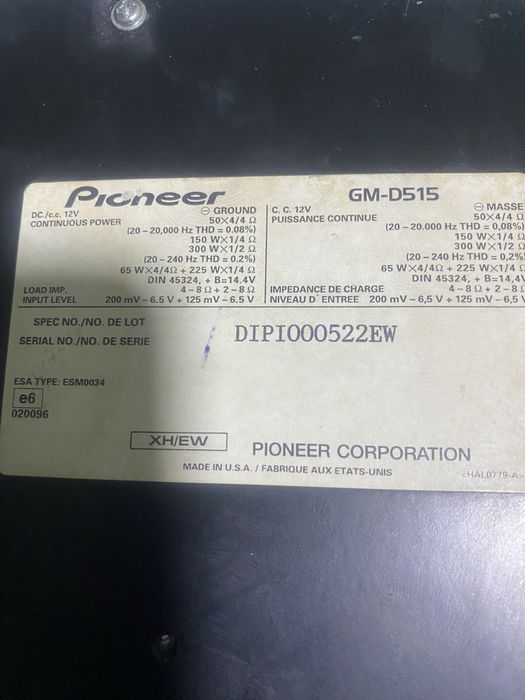 Pioneer
GM-D515
DC./c.c. 12V ⊖ GROUND
CONTINUOUS POWER 50×4/4 Ω
(20 – 20,000 Hz THD = 0.08%)
150 W×1/4 Ω
300 W×1/2 Ω
(20 – 240 Hz THD = 0.2%)
65 W×4/4Ω + 225 W×1/4 Ω
DIN 45324, + B=14,4V
LOAD IMP. 4 – 8 Ω + 2 – 8 Ω
INPUT LEVEL 200 mV – 6.5 V + 125 mV – 6.5 V
C. C. 12V ⊖ MASSE
PUISSANCE CONTINUE 50×4/4 Ω
(20 – 20.000 Hz THD = 0,08%)
150 W×1/4 Ω
300 W×1/2 Ω
(20 – 240 Hz THD = 0,2%)
65 W×4/4Ω + 225 W×1/4 Ω
DIN 45324, + B=14,4V
IMPEDANCE DE CHARGE 4 – 8 Ω + 2 – 8 Ω
NIVEAU D' ENTREE 200 mV – 6,5 V + 125 mV – 6,5 V
SPEC NO./NO. DE LOT
SERIAL NO./NO. DE SERIE
DIPI000522EW
ESA TYPE: ESM0034
e6
020096
XH/EW
PIONEER CORPORATION
MADE IN U.S.A. / FABRIQUE AUX ETATS-UNIS
<HAL0779-A>